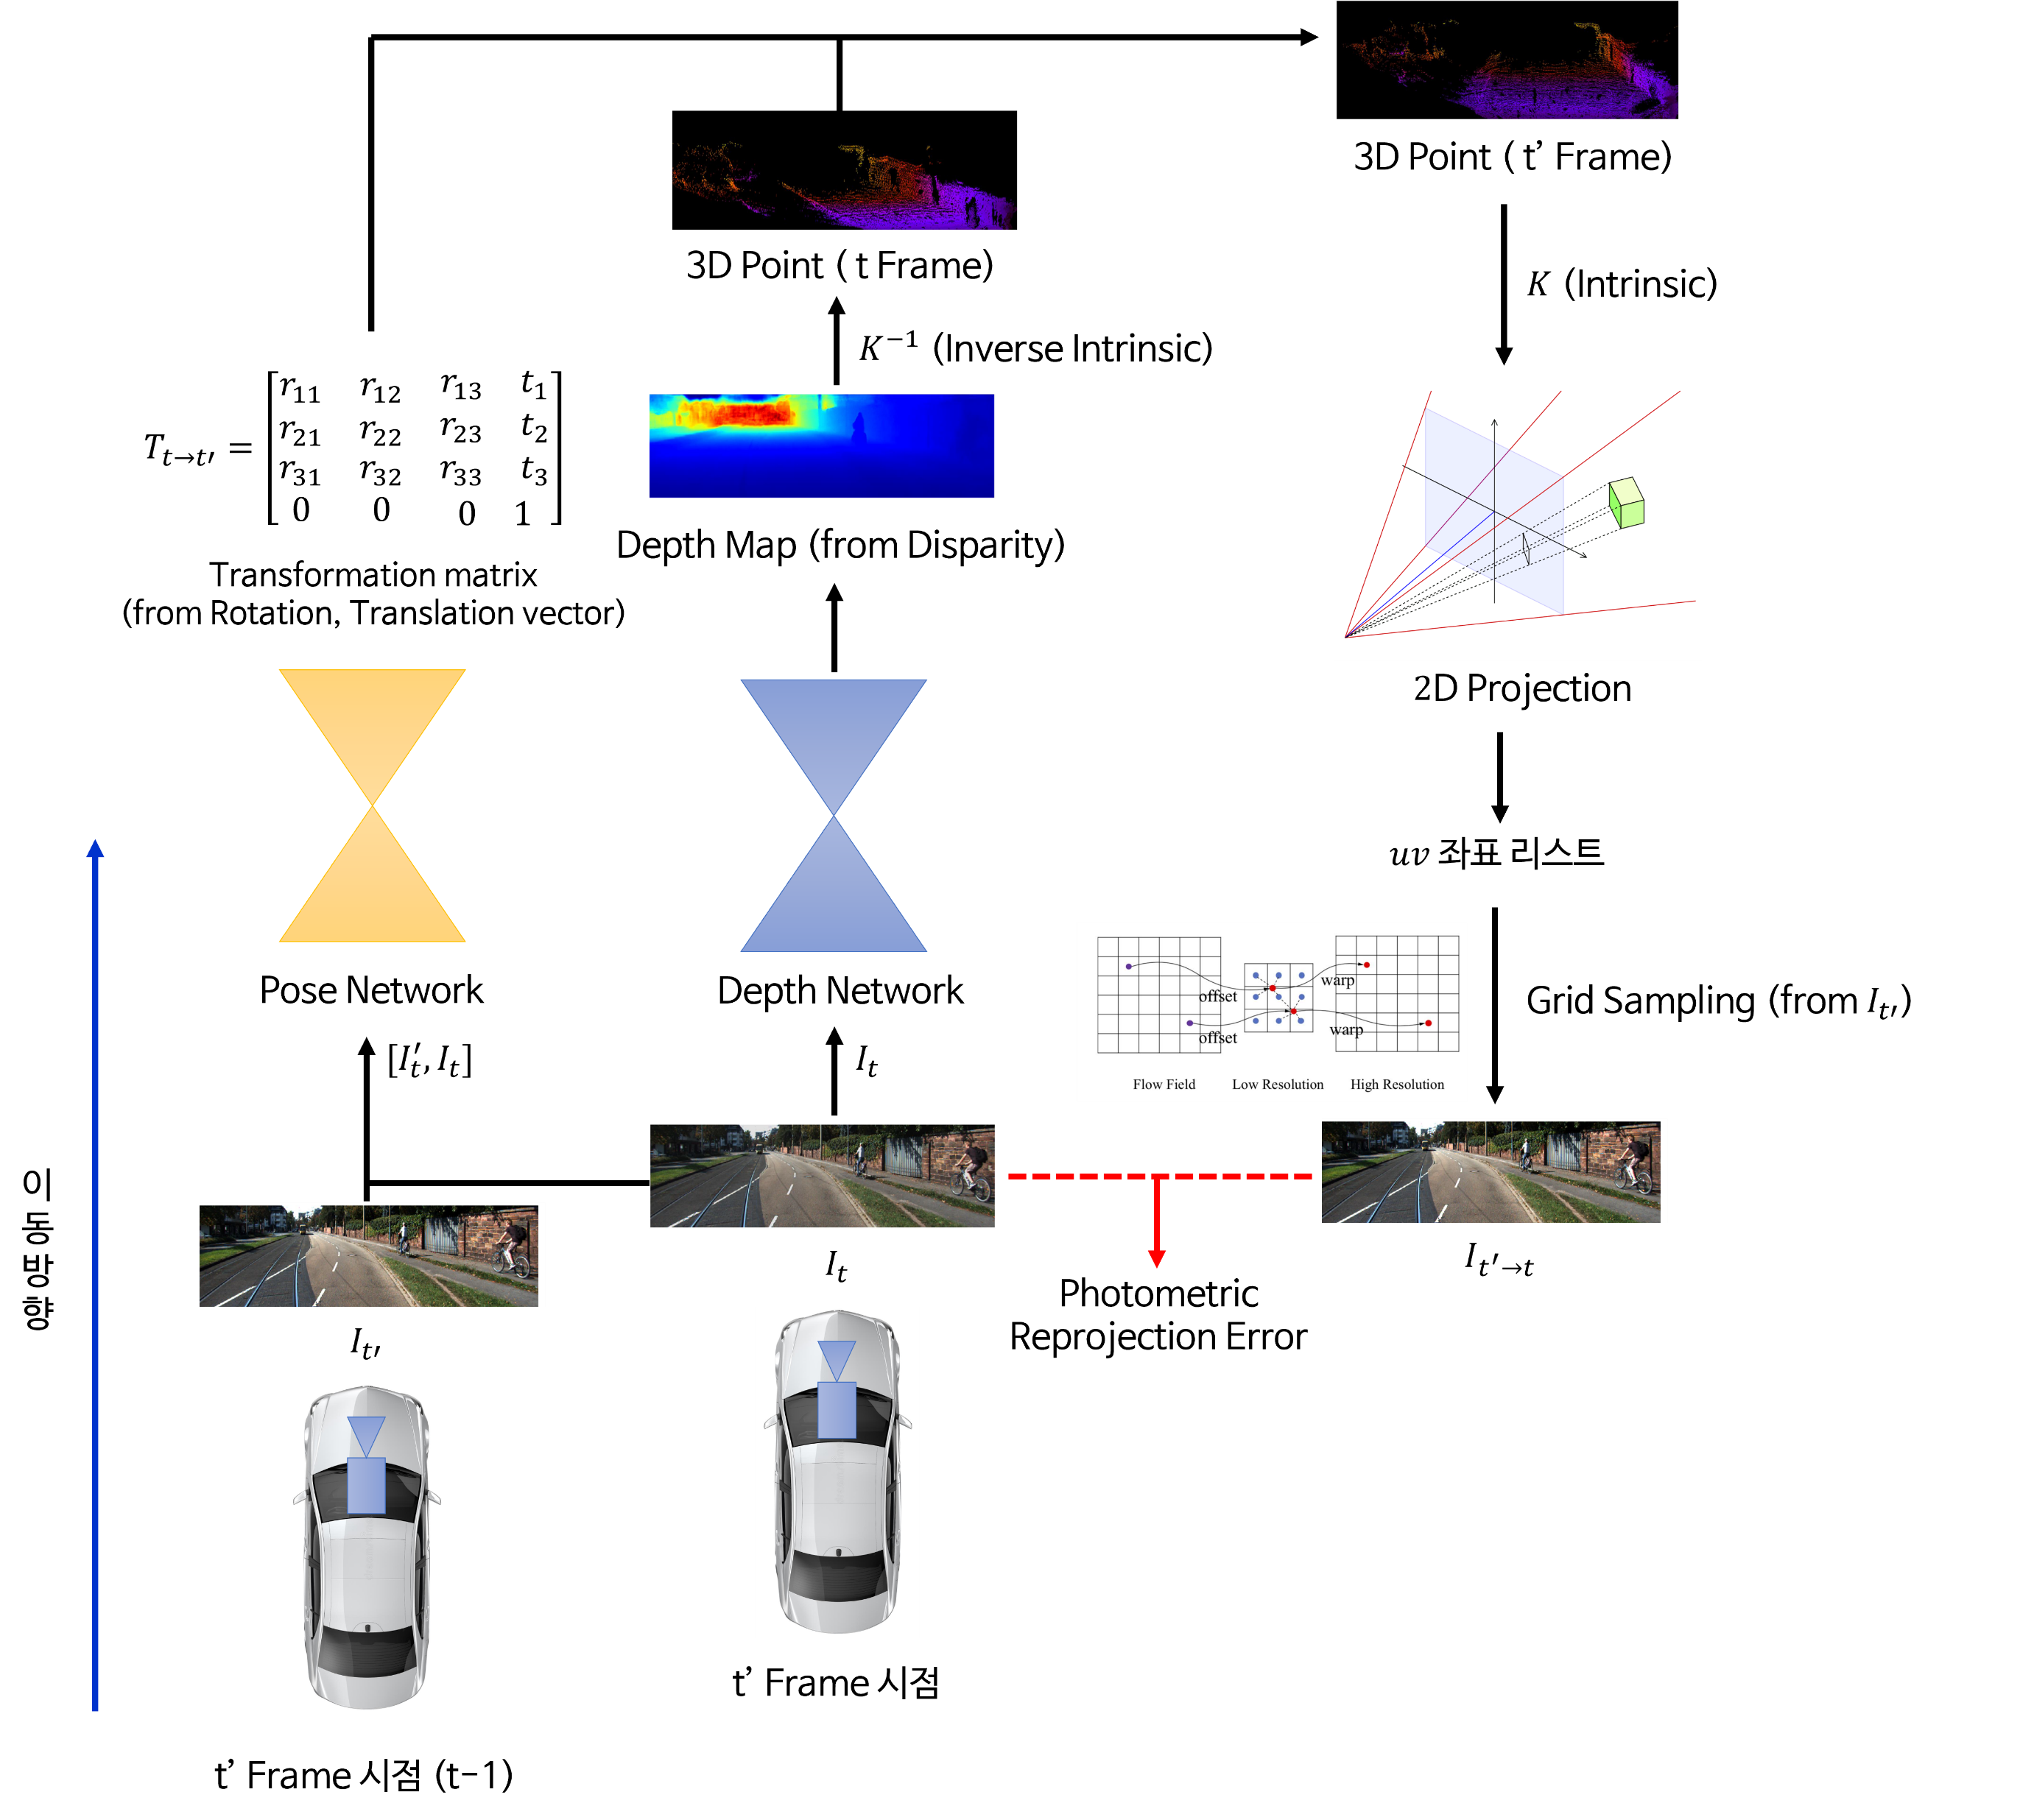 3D Point ( t’ Frame)
3D Point ( t Frame)
K (Intrinsic)
K⁻¹ (Inverse Intrinsic)
T_{t→t′} = [ r₁₁ r₁₂ r₁₃ t₁
r₂₁ r₂₂ r₂₃ t₂
r₃₁ r₃₂ r₃₃ t₃
0 0 0 1 ]
Depth Map (from Disparity)
Transformation matrix
(from Rotation, Translation vector)
2D Projection
uv 좌표 리스트
Pose Network
Depth Network
offset
warp
offset
warp
Flow Field
Low Resolution
High Resolution
Grid Sampling (from I_{t′})
[I′_t, I_t]
I_t
이
동
방
향
I_t
I_{t′→t}
Photometric
Reprojection Error
I_{t′}
t’ Frame 시점
t’ Frame 시점 (t-1)